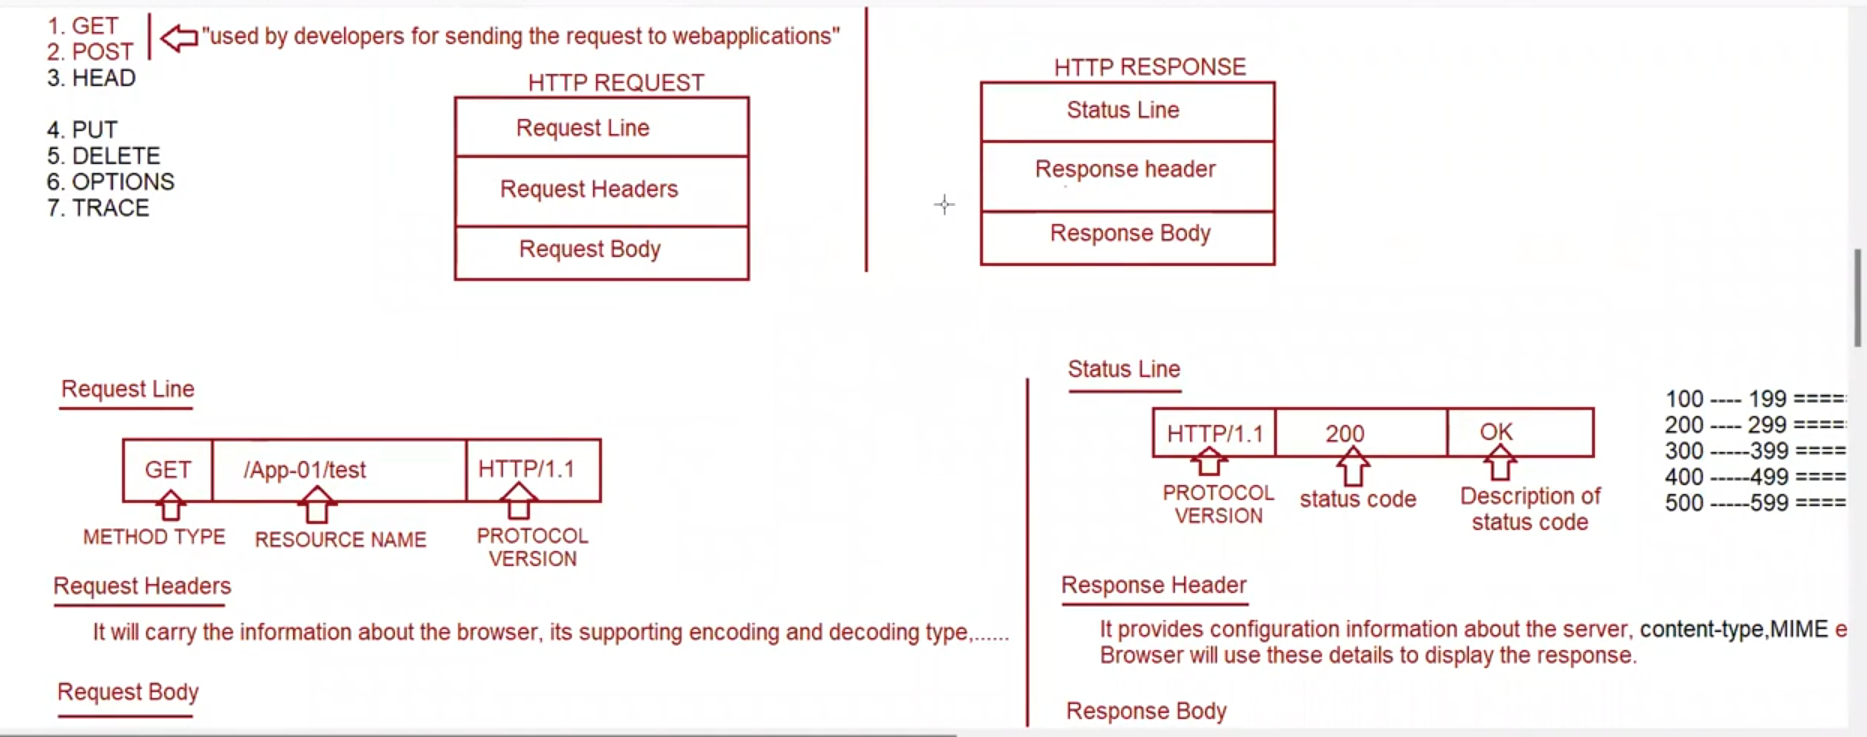 1. GET
2. POST
"used by developers for sending the request to webapplications"
3. HEAD
4. PUT
5. DELETE
6. OPTIONS
7. TRACE
HTTP REQUEST
Request Line
Request Headers
Request Body
HTTP RESPONSE
Status Line
Response header
Response Body
Request Line
GET
/App-01/test
HTTP/1.1
METHOD TYPE
RESOURCE NAME
PROTOCOL
VERSION
Request Headers
It will carry the information about the browser, its supporting encoding and decoding type,......
Request Body
Status Line
HTTP/1.1
200
OK
PROTOCOL
VERSION
status code
Description of
status code
100 ---- 199 ====
200 ---- 299 ====
300 -----399 ====
400 -----499 ====
500 -----599 ====
Response Header
It provides configuration information about the server, content-type,MIME e
Browser will use these details to display the response.
Response Body